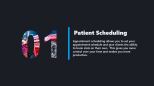 01
Patient Scheduling
Appointment scheduling allows you to set your
appointment schedule and give clients the ability
to book visits on their own. This gives you more
control over your time and makes you more
productive.